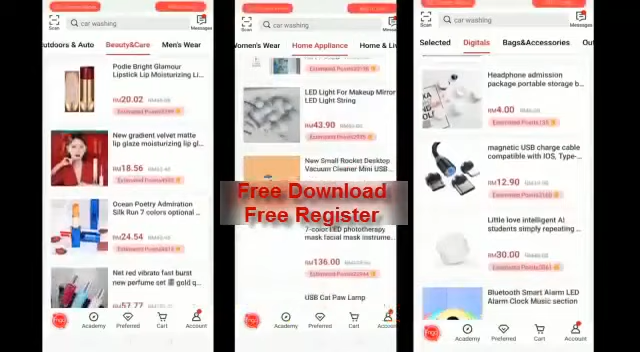 Scan
car washing
Messages
utdoors & Auto
Beauty&Care
Men's Wear
Podle Bright Glamour
Lipstick Lip Moisturizing Li...
RM20.02
New gradient velvet matte
lip glaze moisturizing lip gl...
RM18.56
Ocean Poetry Admiration
Silk Run 7 colors optional ...
RM24.54
Net red vibrato fast burst
new perfume set
gold q...
RM57.77
Academy
Preferred
Cart
Account
Scan
car washing
Messages
omen's Wear
Home Appliance
Home & Li
LED Light For Makeup Mirror
LED Light String
RM43.90
New Small Rocket Desktop
Vacuum Cleaner Mini USB ...
Free Download
Free Register
7-color LED phototherapy
mask facial mask instrume...
RM136.00
USB Cat Paw Lamp
Academy
Preferred
Cart
Account
Scan
car washing
Messages
Selected
Digitals
Bags&Accessories
Out
Headphone admission
package portable storage b...
RM4.00
magnetic USB charge cable
compatible with IOS, Type-...
RM12.90
Little love intelligent AI
students simply repeating...
RM30.00
Bluetooth Smart Alarm LED
Alarm Clock Music section
Academy
Preferred
Cart
Account